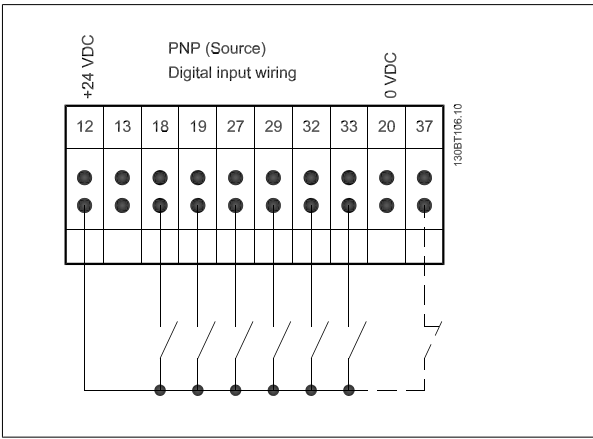 +24 VDC
PNP (Source)
Digital input wiring
0 VDC
12 13 18 19 27 29 32 33 20 37
130BT106.10